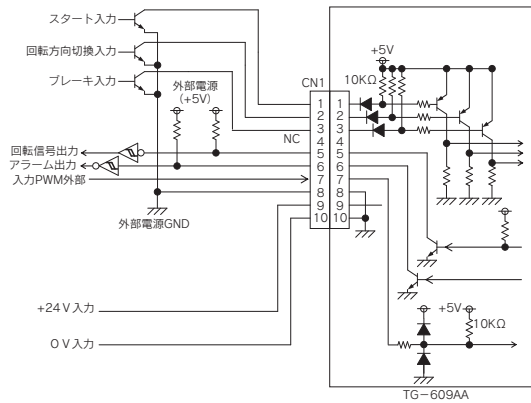 スタート入力
回転方向切換入力
ブレーキ入力
外部電源
(+5V)
CN1
+5V
10KΩ
1
2
3
4
5
6
7
8
9
10
1
2
3
4
5
6
7
8
9
10
NC
回転信号出力
アラーム出力
入力PWM外部
外部電源GND
+24V入力
0V入力
+5V
10KΩ
TG-609AA